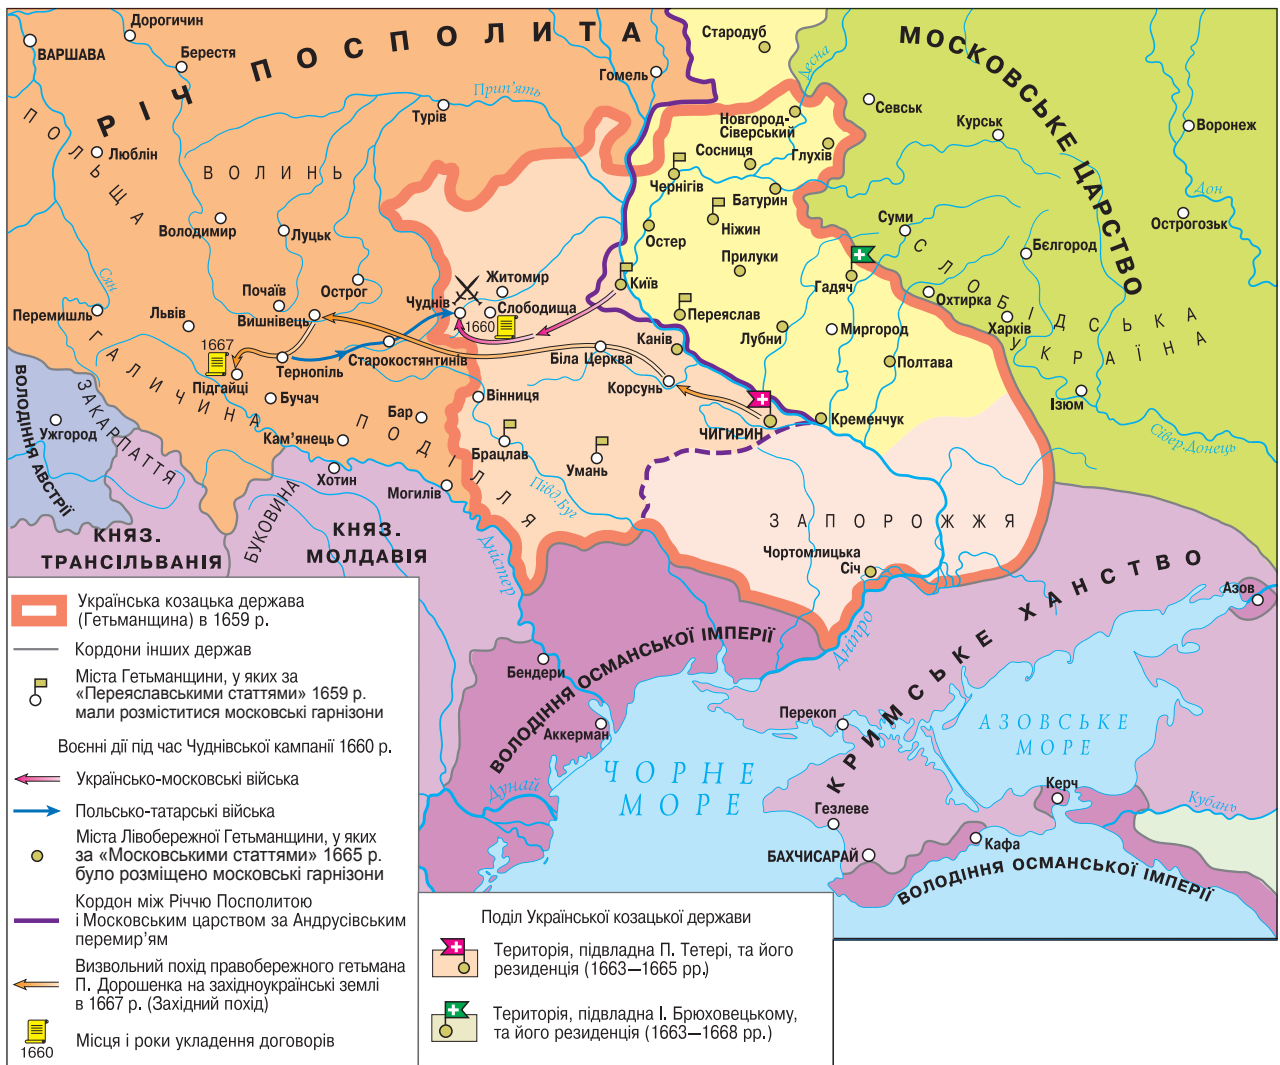 РІЧ ПОСПОЛИТА
МОСКОВСЬКЕ ЦАРСТВО
Дорогичин
ВАРШАВА
Берестя
Стародуб
Гомель
Десна
Прип'ять
Турів
Новгород-
Сіверський
Севськ
Курськ
Воронеж
ПОЛЬЩА
Люблін
ВОЛИНЬ
Сосниця
Глухів
Чернігів
Батурин
Дон
Острогозьк
Володимир
Луцьк
Остер
Ніжин
Суми
СЛОБІДСЬКА
УКРАЇНА
Бєлгород
Сян
Прилуки
Гадяч
Охтирка
Харків
Почаїв
Острог
Житомир
Чуднів
Слободища
1660
Київ
Переяслав
Перемишль
Львів
Вишнівець
Миргород
Лубни
Полтава
1667
Старокостянтинів
Біла Церква
Канів
Тернопіль
Підгайці
Корсунь
ГАЛИЧИНА
Бучач
Вінниця
Ізюм
ВОЛОДІННЯ АВСТРІЇ
ЗАКАРПАТТЯ
Ужгород
Бар
ПОДІЛЛЯ
ЧИГИРИН
Кременчук
Сівер.Донець
Кам'янець
Брацлав
Умань
Хотин
Могилів
Півд.Буг
БУКОВИНА
КНЯЗ.
ТРАНСІЛЬВАНІЯ
КНЯЗ.
МОЛДАВІЯ
Дністер
ЗАПОРОЖЖЯ
Чортомлицька
Січ
КРИМСЬКЕ ХАНСТВО
Азов
Дніпро
ВОЛОДІННЯ ОСМАНСЬКОЇ ІМПЕРІЇ
Бендери
Аккерман
Перекоп
АЗОВСЬКЕ
МОРЕ
ЧОРНЕ
МОРЕ
Дунай
Гезлеве
Керч
Кубань
БАХЧИСАРАЙ
Кафа
ВОЛОДІННЯ ОСМАНСЬКОЇ ІМПЕРІЇ
Українська козацька держава
(Гетьманщина) в 1659 р.
Кордони інших держав
Міста Гетьманщини, у яких за
«Переяславськими статтями» 1659 р.
мали розміститися московські гарнізони
Воєнні дії під час Чуднівської кампанії 1660 р.
Українсько-московські війська
Польсько-татарські війська
Міста Лівобережної Гетьманщини, у яких
за «Московськими статтями» 1665 р.
було розміщено московські гарнізони
Кордон між Річчю Посполитою
і Московським царством за Андрусівським
перемир'ям
Визвольний похід правобережного гетьмана
П. Дорошенка на західноукраїнські землі
в 1667 р. (Західний похід)
1660
Місця і роки укладення договорів
Поділ Української козацької держави
Територія, підвладна П. Тетері, та його
резиденція (1663—1665 рр.)
Територія, підвладна І. Брюховецькому,
та його резиденція (1663—1668 рр.)